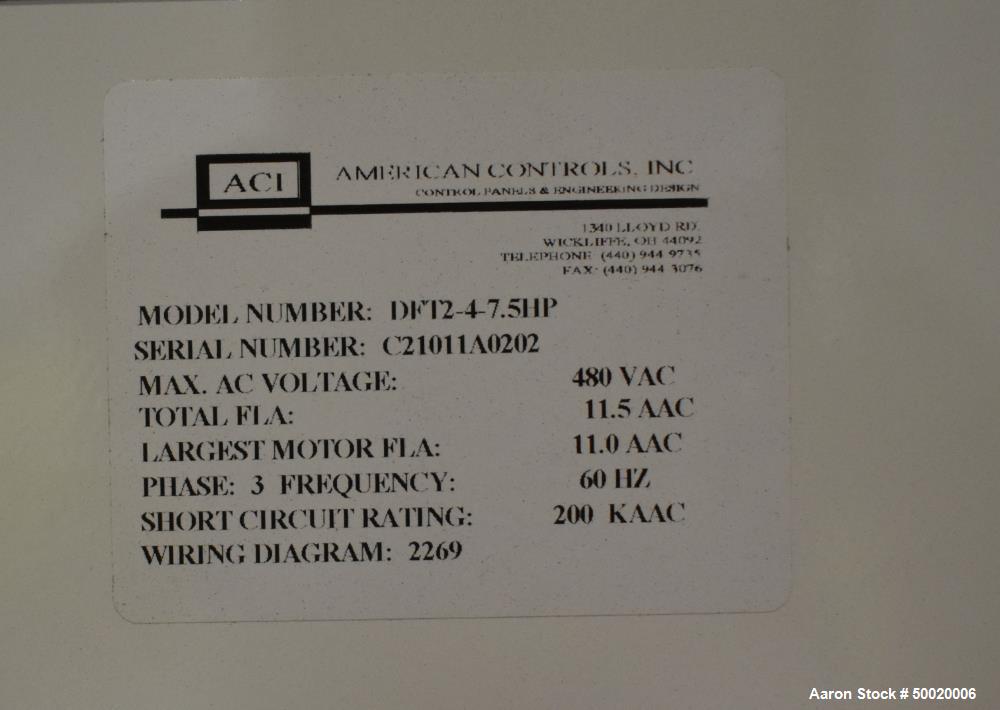 ACI
AMERICAN CONTROLS, INC
CONTROL PANELS & ENGINEERING DESIGN
1340 LLOYD RD.
WICKLIFFE, OH 44092
TELEPHONE (440) 944 9735
FAX: (440) 944 3076
MODEL NUMBER: DFT2-4-7.5HP
SERIAL NUMBER: C21011A0202
MAX. AC VOLTAGE: 480 VAC
TOTAL FLA: 11.5 AAC
LARGEST MOTOR FLA: 11.0 AAC
PHASE: 3 FREQUENCY: 60 HZ
SHORT CIRCUIT RATING: 200 KAAC
WIRING DIAGRAM: 2269
Aaron Stock # 50020006